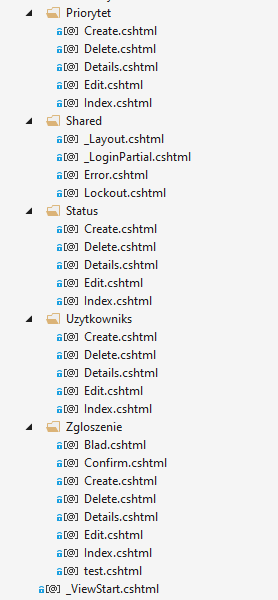 Priorytet
Create.cshtml
Delete.cshtml
Details.cshtml
Edit.cshtml
Index.cshtml
Shared
_Layout.cshtml
_LoginPartial.cshtml
Error.cshtml
Lockout.cshtml
Status
Create.cshtml
Delete.cshtml
Details.cshtml
Edit.cshtml
Index.cshtml
Uzytkowniks
Create.cshtml
Delete.cshtml
Details.cshtml
Edit.cshtml
Index.cshtml
Zgloszenie
Blad.cshtml
Confirm.cshtml
Create.cshtml
Delete.cshtml
Details.cshtml
Edit.cshtml
Index.cshtml
test.cshtml
_ViewStart.cshtml